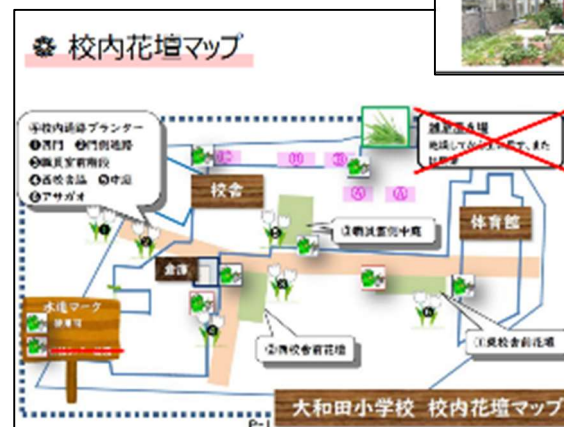 校内花壇マップ
④校内通路プランター
❶西門 ❷門側通路
❸職員室前階段
❹西校舎脇 ❺中庭
❻アサガオ
校舎
体育館
倉庫
③職員室側中庭
水道マーク
②西校舎前花壇
①東校舎前花壇
大和田小学校 校内花壇マップ
P-1